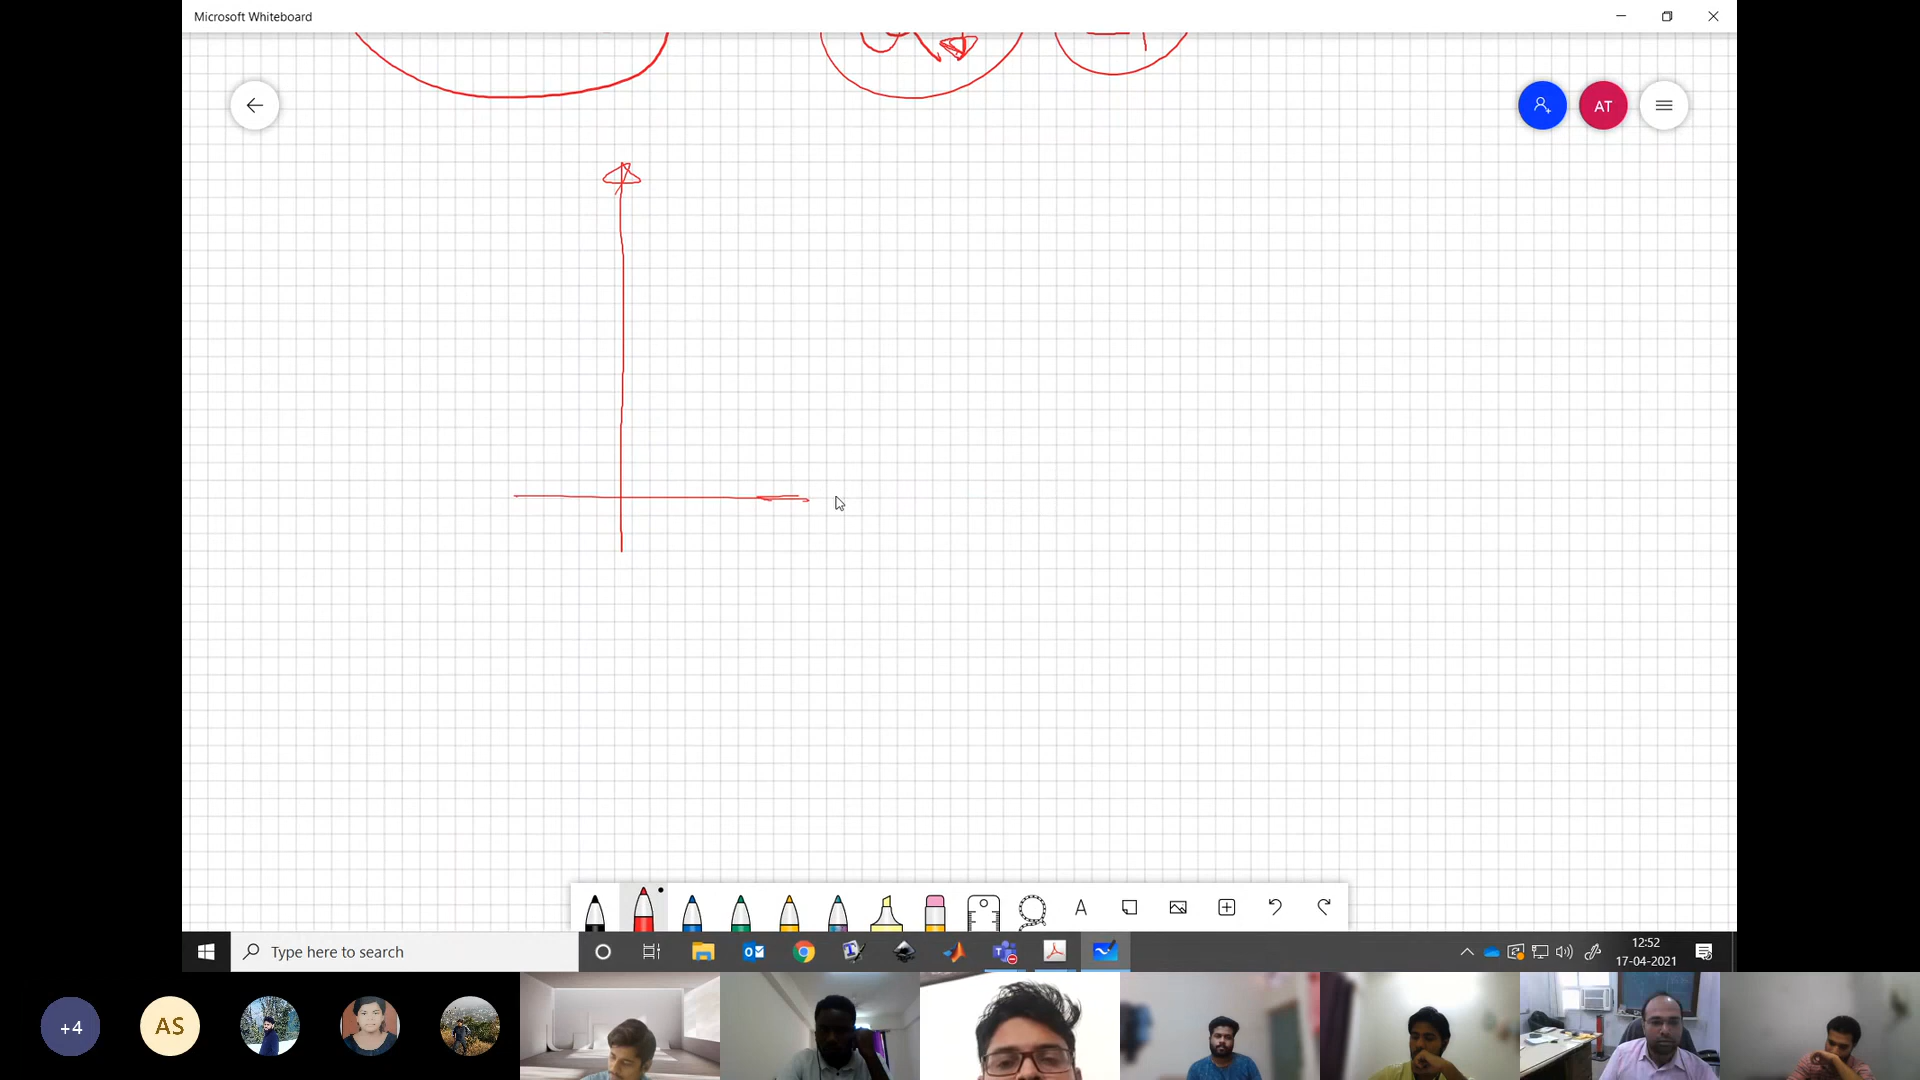 Microsoft Whiteboard
AT
A
Type here to search
12:52
17-04-2021
+4
AS